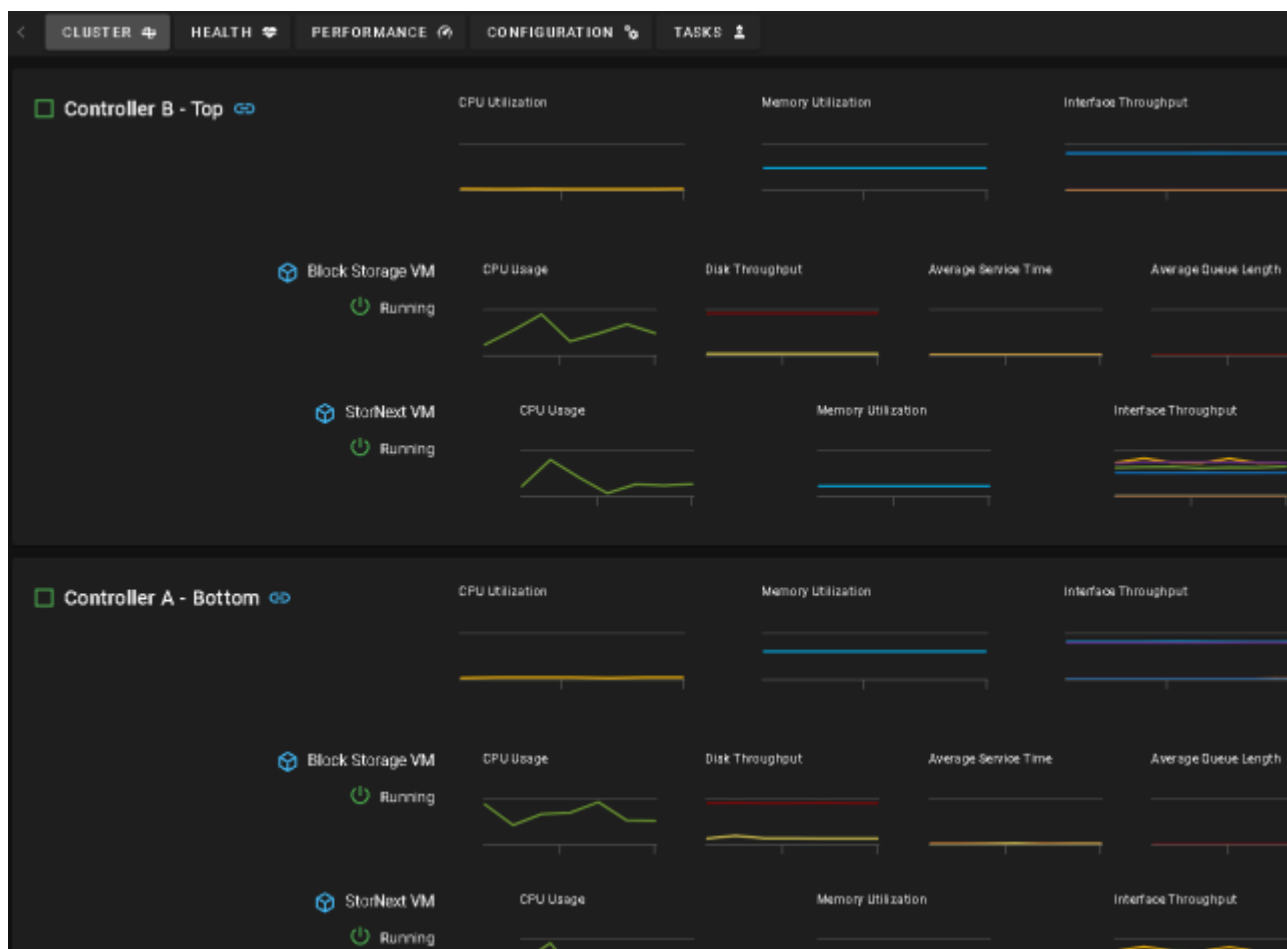 CLUSTER HEALTH PERFORMANCE CONFIGURATION TASKS
Controller B - Top
CPU Utilization
Memory Utilization
Interface Throughput
Block Storage VM
Running
CPU Usage
Disk Throughput
Average Service Time
Average Queue Length
StorNext VM
Running
CPU Usage
Memory Utilization
Interface Throughput
Controller A - Bottom
CPU Utilization
Memory Utilization
Interface Throughput
Block Storage VM
Running
CPU Usage
Disk Throughput
Average Service Time
Average Queue Length
StorNext VM
Running
CPU Usage
Memory Utilization
Interface Throughput